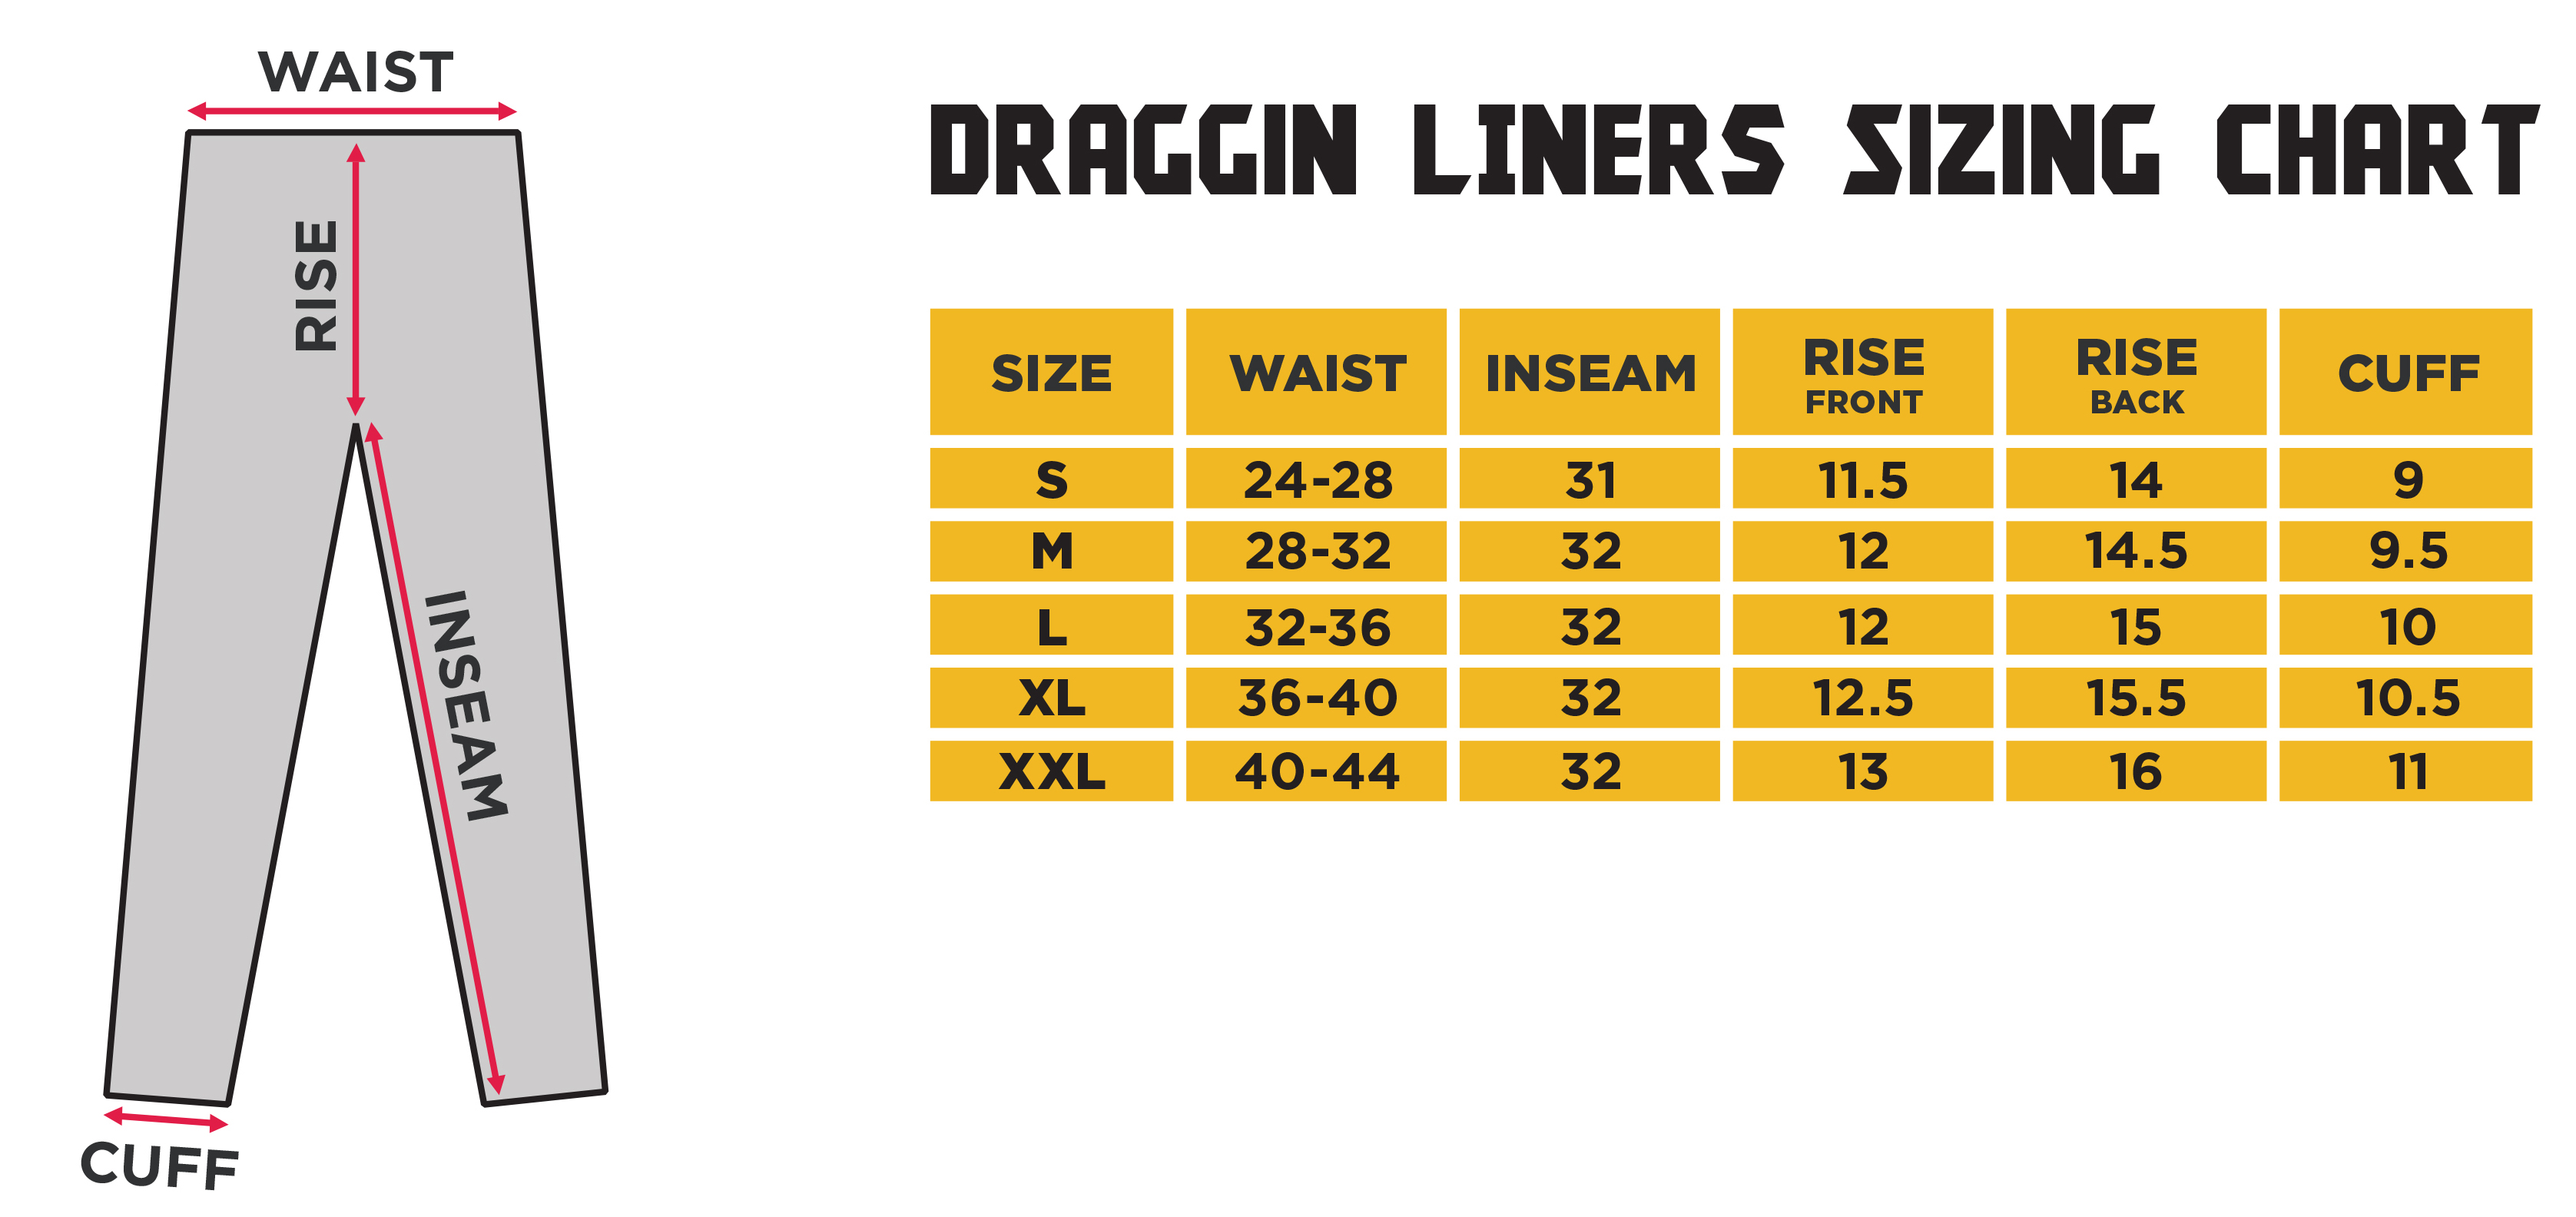 WAIST
RISE
INSEAM
CUFF
DRAGGIN LINERS SIZING CHART
SIZE WAIST INSEAM RISE FRONT RISE BACK CUFF
S 24-28 31 11.5 14 9
M 28-32 32 12 14.5 9.5
L 32-36 32 12 15 10
XL 36-40 32 12.5 15.5 10.5
XXL 40-44 32 13 16 11